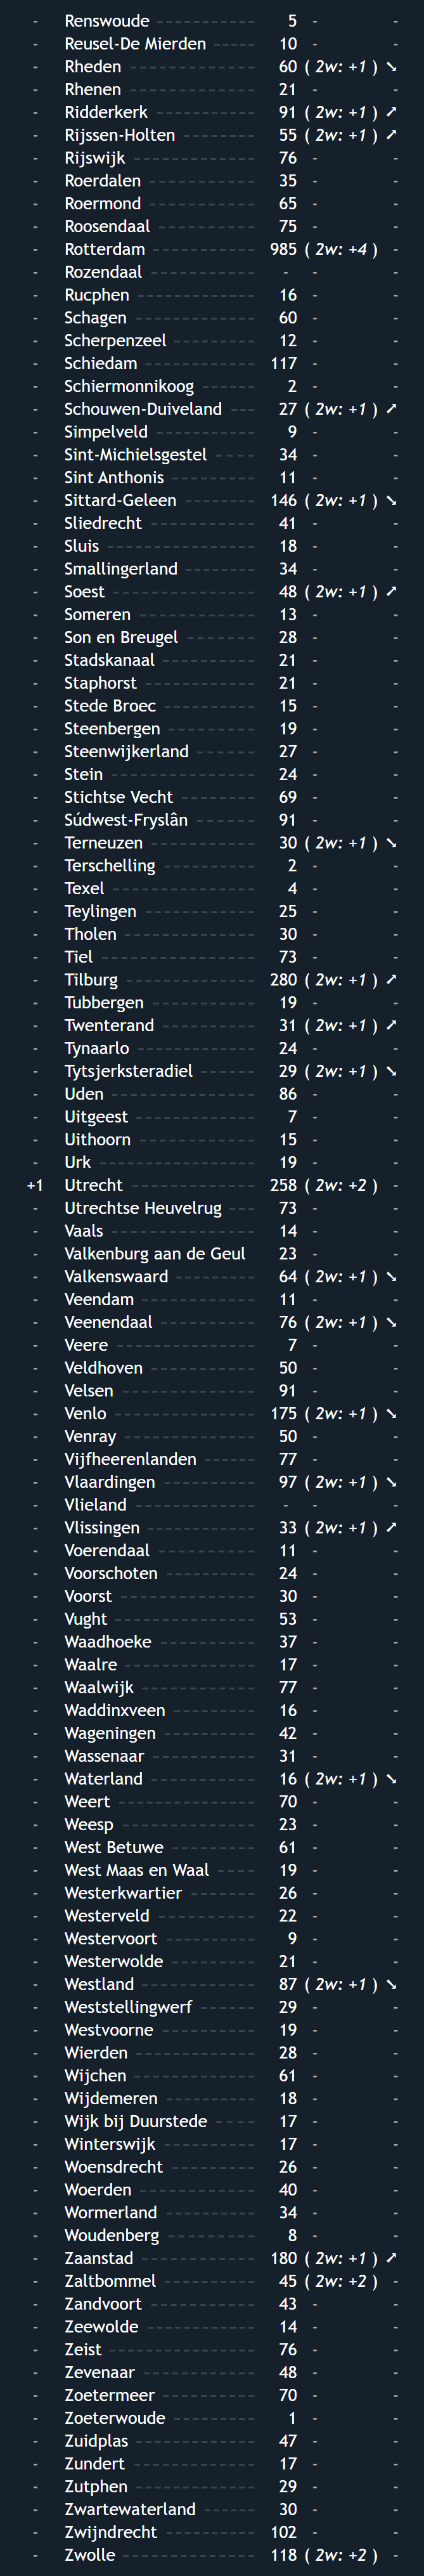 - Renswoude ----------- 5 - -
- Reusel-De Mierden ----- 10 - -
- Rheden -------------- 60 ( 2w: +1 ) ➘
- Rhenen -------------- 21 - -
- Ridderkerk ----------- 91 ( 2w: +1 ) ➚
- Rijssen-Holten --------- 55 ( 2w: +1 ) ➚
- Rijswijk -------------- 76 - -
- Roerdalen ------------ 35 - -
- Roermond ------------ 65 - -
- Roosendaal ----------- 75 - -
- Rotterdam ------------ 985 ( 2w: +4 ) -
- Rozendaal ------------ - - -
- Rucphen ------------- 16 - -
- Schagen ------------- 60 - -
- Scherpenzeel ---------- 12 - -
- Schiedam ------------ 117 - -
- Schiermonnikoog ------ 2 - -
- Schouwen-Duiveland --- 27 ( 2w: +1 ) ➚
- Simpelveld ----------- 9 - -
- Sint-Michielsgestel ----- 34 - -
- Sint Anthonis ---------- 11 - -
- Sittard-Geleen --------- 146 ( 2w: +1 ) ➘
- Sliedrecht ------------ 41 - -
- Sluis ---------------- 18 - -
- Smallingerland -------- 34 - -
- Soest ---------------- 48 ( 2w: +1 ) ➚
- Someren ------------- 13 - -
- Son en Breugel -------- 28 - -
- Stadskanaal ----------- 21 - -
- Staphorst ------------ 21 - -
- Stede Broec ----------- 15 - -
- Steenbergen ---------- 19 - -
- Steenwijkerland ------- 27 - -
- Stein ---------------- 24 - -
- Stichtse Vecht --------- 69 - -
- Súdwest-Fryslân ------- 91 - -
- Terneuzen ------------ 30 ( 2w: +1 ) ➘
- Terschelling ----------- 2 - -
- Texel ---------------- 4 - -
- Teylingen ------------ 25 - -
- Tholen -------------- 30 - -
- Tiel ----------------- 73 - -
- Tilburg -------------- 280 ( 2w: +1 ) ➚
- Tubbergen ------------ 19 - -
- Twenterand ----------- 31 ( 2w: +1 ) ➚
- Tynaarlo ------------- 24 - -
- Tytsjerksteradiel ------ 29 ( 2w: +1 ) ➘
- Uden ---------------- 86 - -
- Uitgeest ------------- 7 - -
- Uithoorn ------------- 15 - -
- Urk ----------------- 19 - -
+1 Utrecht -------------- 258 ( 2w: +2 ) -
- Utrechtse Heuvelrug --- 73 - -
- Vaals ---------------- 14 - -
- Valkenburg aan de Geul 23 - -
- Valkenswaard --------- 64 ( 2w: +1 ) ➘
- Veendam ------------- 11 - -
- Veenendaal ----------- 76 ( 2w: +1 ) ➘
- Veere --------------- 7 - -
- Veldhoven ------------ 50 - -
- Velsen --------------- 91 - -
- Venlo ---------------- 175 ( 2w: +1 ) ➘
- Venray --------------- 50 - -
- Vijfheerenlanden ------ 77 - -
- Vlaardingen ---------- 97 ( 2w: +1 ) ➘
- Vlieland -------------- - - -
- Vlissingen ------------ 33 ( 2w: +1 ) ➚
- Voerendaal ----------- 11 - -
- Voorschoten ---------- 24 - -
- Voorst --------------- 30 - -
- Vught --------------- 53 - -
- Waadhoeke ----------- 37 - -
- Waalre -------------- 17 - -
- Waalwijk ------------- 77 - -
- Waddinxveen --------- 16 - -
- Wageningen ---------- 42 - -
- Wassenaar ------------ 31 - -
- Waterland ------------ 16 ( 2w: +1 ) ➘
- Weert --------------- 70 - -
- Weesp --------------- 23 - -
- West Betuwe ---------- 61 - -
- West Maas en Waal ----- 19 - -
- Westerkwartier -------- 26 - -
- Westerveld ----------- 22 - -
- Westervoort ---------- 9 - -
- Westerwolde ---------- 21 - -
- Westland ------------- 87 ( 2w: +1 ) ➘
- Weststellingwerf ------ 29 - -
- Westvoorne ----------- 19 - -
- Wierden ------------- 28 - -
- Wijchen -------------- 61 - -
- Wijdemeren ---------- 18 - -
- Wijk bij Duurstede ---- 17 - -
- Winterswijk ----------- 17 - -
- Woensdrecht ---------- 26 - -
- Woerden ------------- 40 - -
- Wormerland ---------- 34 - -
- Woudenberg ---------- 8 - -
- Zaanstad ------------- 180 ( 2w: +1 ) ➚
- Zaltbommel ----------- 45 ( 2w: +2 ) -
- Zandvoort ------------ 43 - -
- Zeewolde ------------ 14 - -
- Zeist ---------------- 76 - -
- Zevenaar ------------- 48 - -
- Zoetermeer ----------- 70 - -
- Zoeterwoude --------- 1 - -
- Zuidplas ------------- 47 - -
- Zundert -------------- 17 - -
- Zutphen ------------- 29 - -
- Zwartewaterland ------ 30 - -
- Zwijndrecht ---------- 102 - -
- Zwolle --------------- 118 ( 2w: +2 ) -